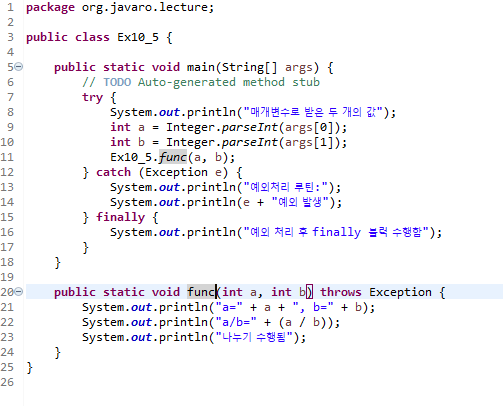 1 package org.javaro.lecture;
2
3 public class Ex10_5 {
4
5 public static void main(String[] args) {
6 // TODO Auto-generated method stub
7 try {
8 System.out.println("매개변수로 받은 두 개의 값");
9 int a = Integer.parseInt(args[0]);
10 int b = Integer.parseInt(args[1]);
11 Ex10_5.func(a, b);
12 } catch (Exception e) {
13 System.out.println("예외처리 루틴:");
14 System.out.println(e + "예외 발생");
15 } finally {
16 System.out.println("예외 처리 후 finally 블럭 수행함");
17 }
18 }
19
20 public static void func(int a, int b) throws Exception {
21 System.out.println("a=" + a + ", b=" + b);
22 System.out.println("a/b=" + (a / b));
23 System.out.println("나누기 수행됨");
24 }
25 }
26